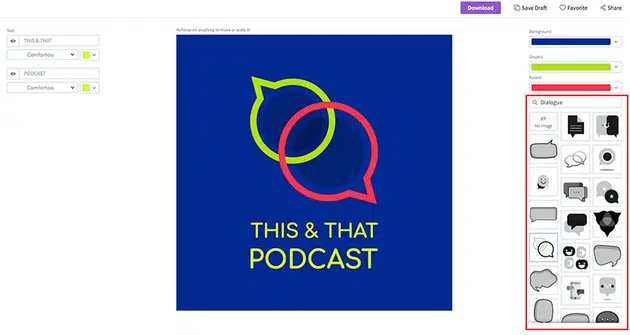 Download
Save Draft
Favorite
Share
Text
THIS & THAT
Comfortaa
PODCAST
Comfortaa
Rollover on anything to move or scale it!
THIS & THAT
PODCAST
Background
Graphic
Accent
Dialogue
No Image